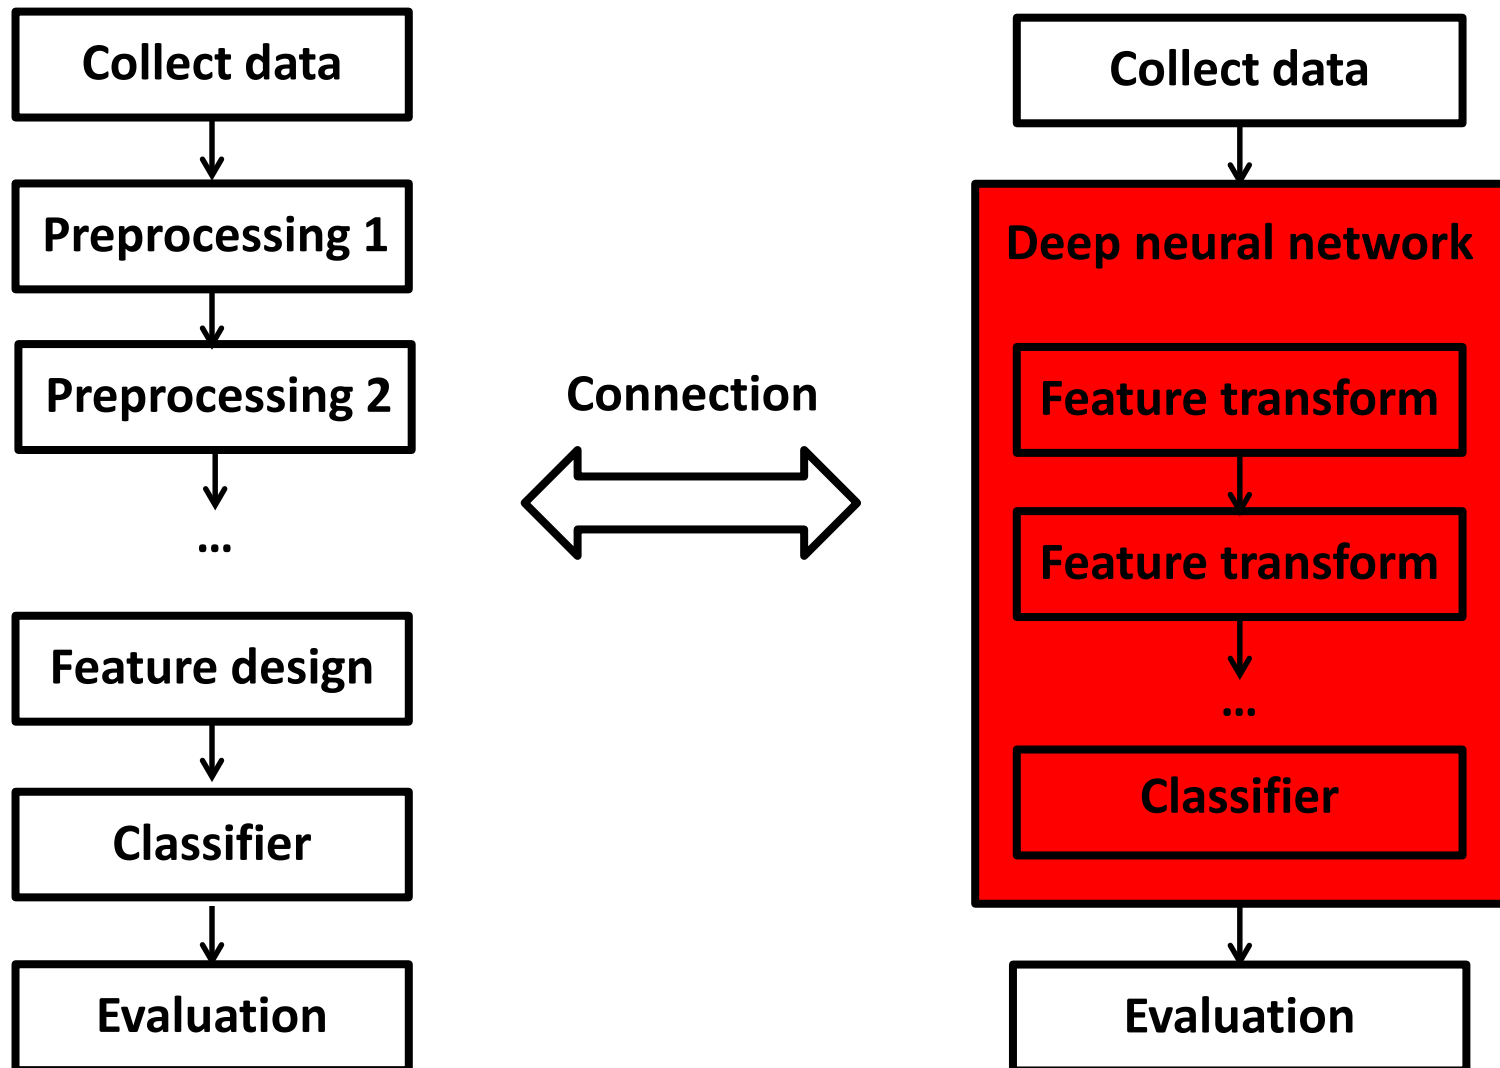 Collect data
Preprocessing 1
Preprocessing 2
...
Feature design
Classifier
Evaluation
Connection
Collect data
Deep neural network
Feature transform
Feature transform
...
Classifier
Evaluation